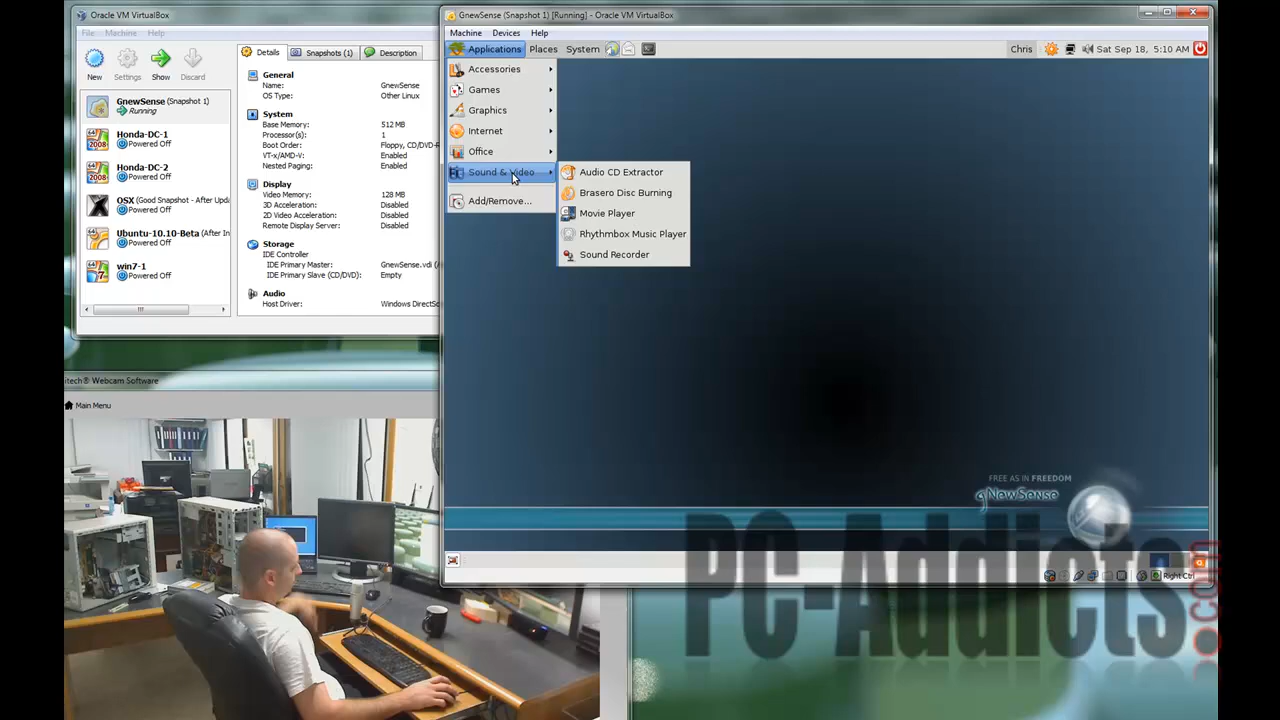 Oracle VM VirtualBox
File Machine Help
New Settings Show Discard
GnewSense (Snapshot 1)
Running
Honda-DC-1
Powered Off
Honda-DC-2
Powered Off
OSX (Good Snapshot - After Upda
Powered Off
Ubuntu-10.10-Beta (After In
Powered Off
win7-1
Powered Off
Details Snapshots (1) Description
General
Name: GnewSense
OS Type: Other Linux
System
Base Memory: 512 MB
Processor(s): 1
Boot Order: Floppy, CD/DVD-R
VT-x/AMD-V: Enabled
Nested Paging: Enabled
Display
Video Memory: 128 MB
3D Acceleration: Disabled
2D Video Acceleration: Disabled
Remote Display Server: Disabled
Storage
IDE Controller
IDE Primary Master: GnewSense.vdi (
IDE Primary Slave (CD/DVD): Empty
Audio
Host Driver: Windows DirectS
GnewSense (Snapshot 1) [Running] - Oracle VM VirtualBox
Machine Devices Help
Applications Places System Chris Sat Sep 18, 5:10 AM
Accessories
Games
Graphics
Internet
Office
Sound & Video
Add/Remove...
Audio CD Extractor
Brasero Disc Burning
Movie Player
Rhythmbox Music Player
Sound Recorder
FREE AS IN FREEDOM
gNewSense
Right Ctrl
itech® Webcam Software
Main Menu
PC-Addicts.com